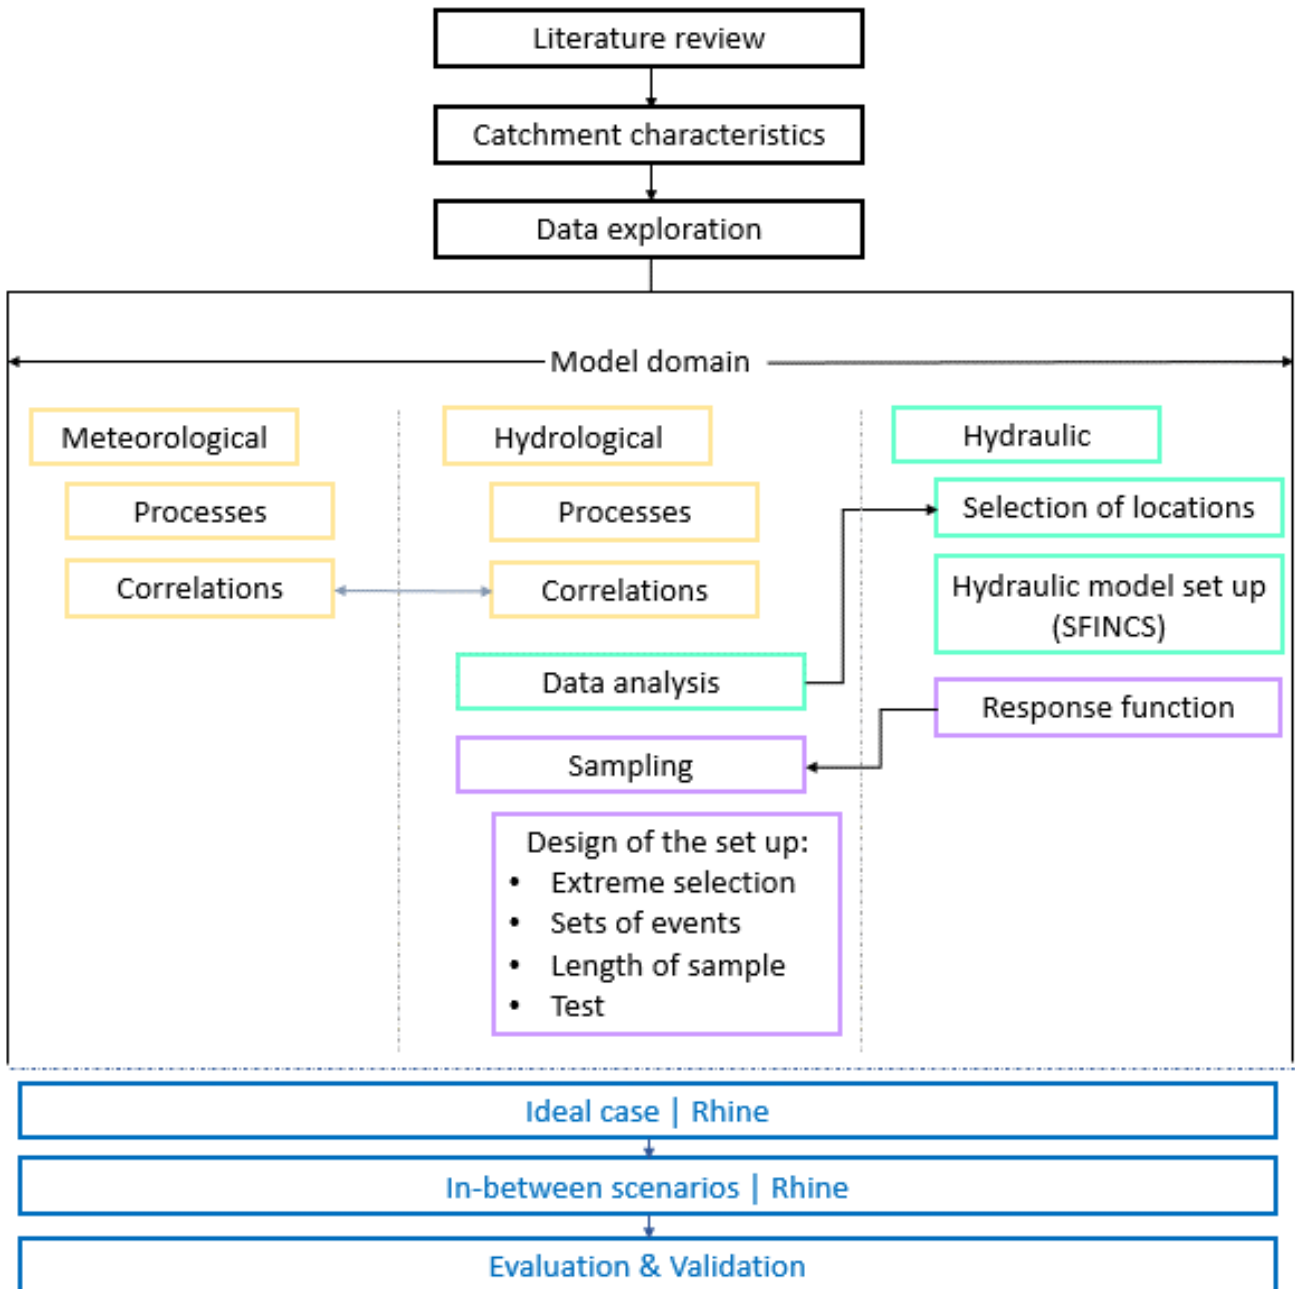 Literature review
Catchment characteristics
Data exploration
Model domain
Meteorological
Processes
Correlations
Hydrological
Processes
Correlations
Data analysis
Sampling
Design of the set up:
• Extreme selection
• Sets of events
• Length of sample
• Test
Hydraulic
Selection of locations
Hydraulic model set up
(SFINCS)
Response function
Ideal case | Rhine
In-between scenarios | Rhine
Evaluation & Validation